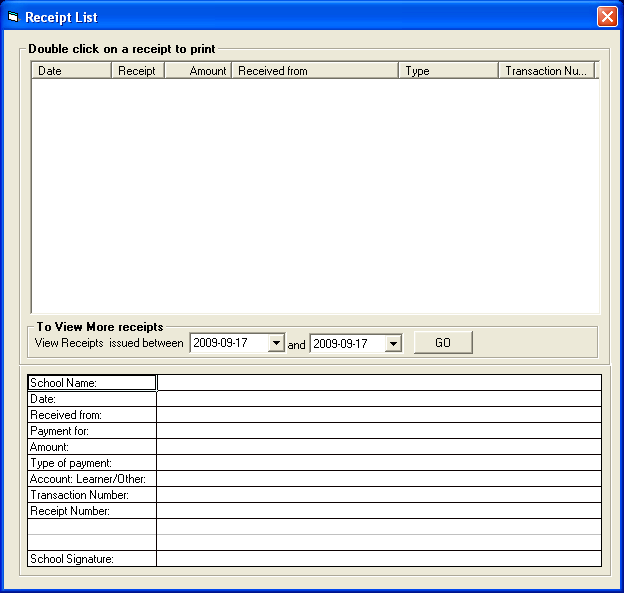 Receipt List
Double click on a receipt to print
Date Receipt Amount Received from Type Transaction Nu...
To View More receipts
View Receipts issued between 2009-09-17 and 2009-09-17 GO
School Name:
Date:
Received from:
Payment for:
Amount:
Type of payment:
Account: Learner/Other:
Transaction Number:
Receipt Number:
School Signature: